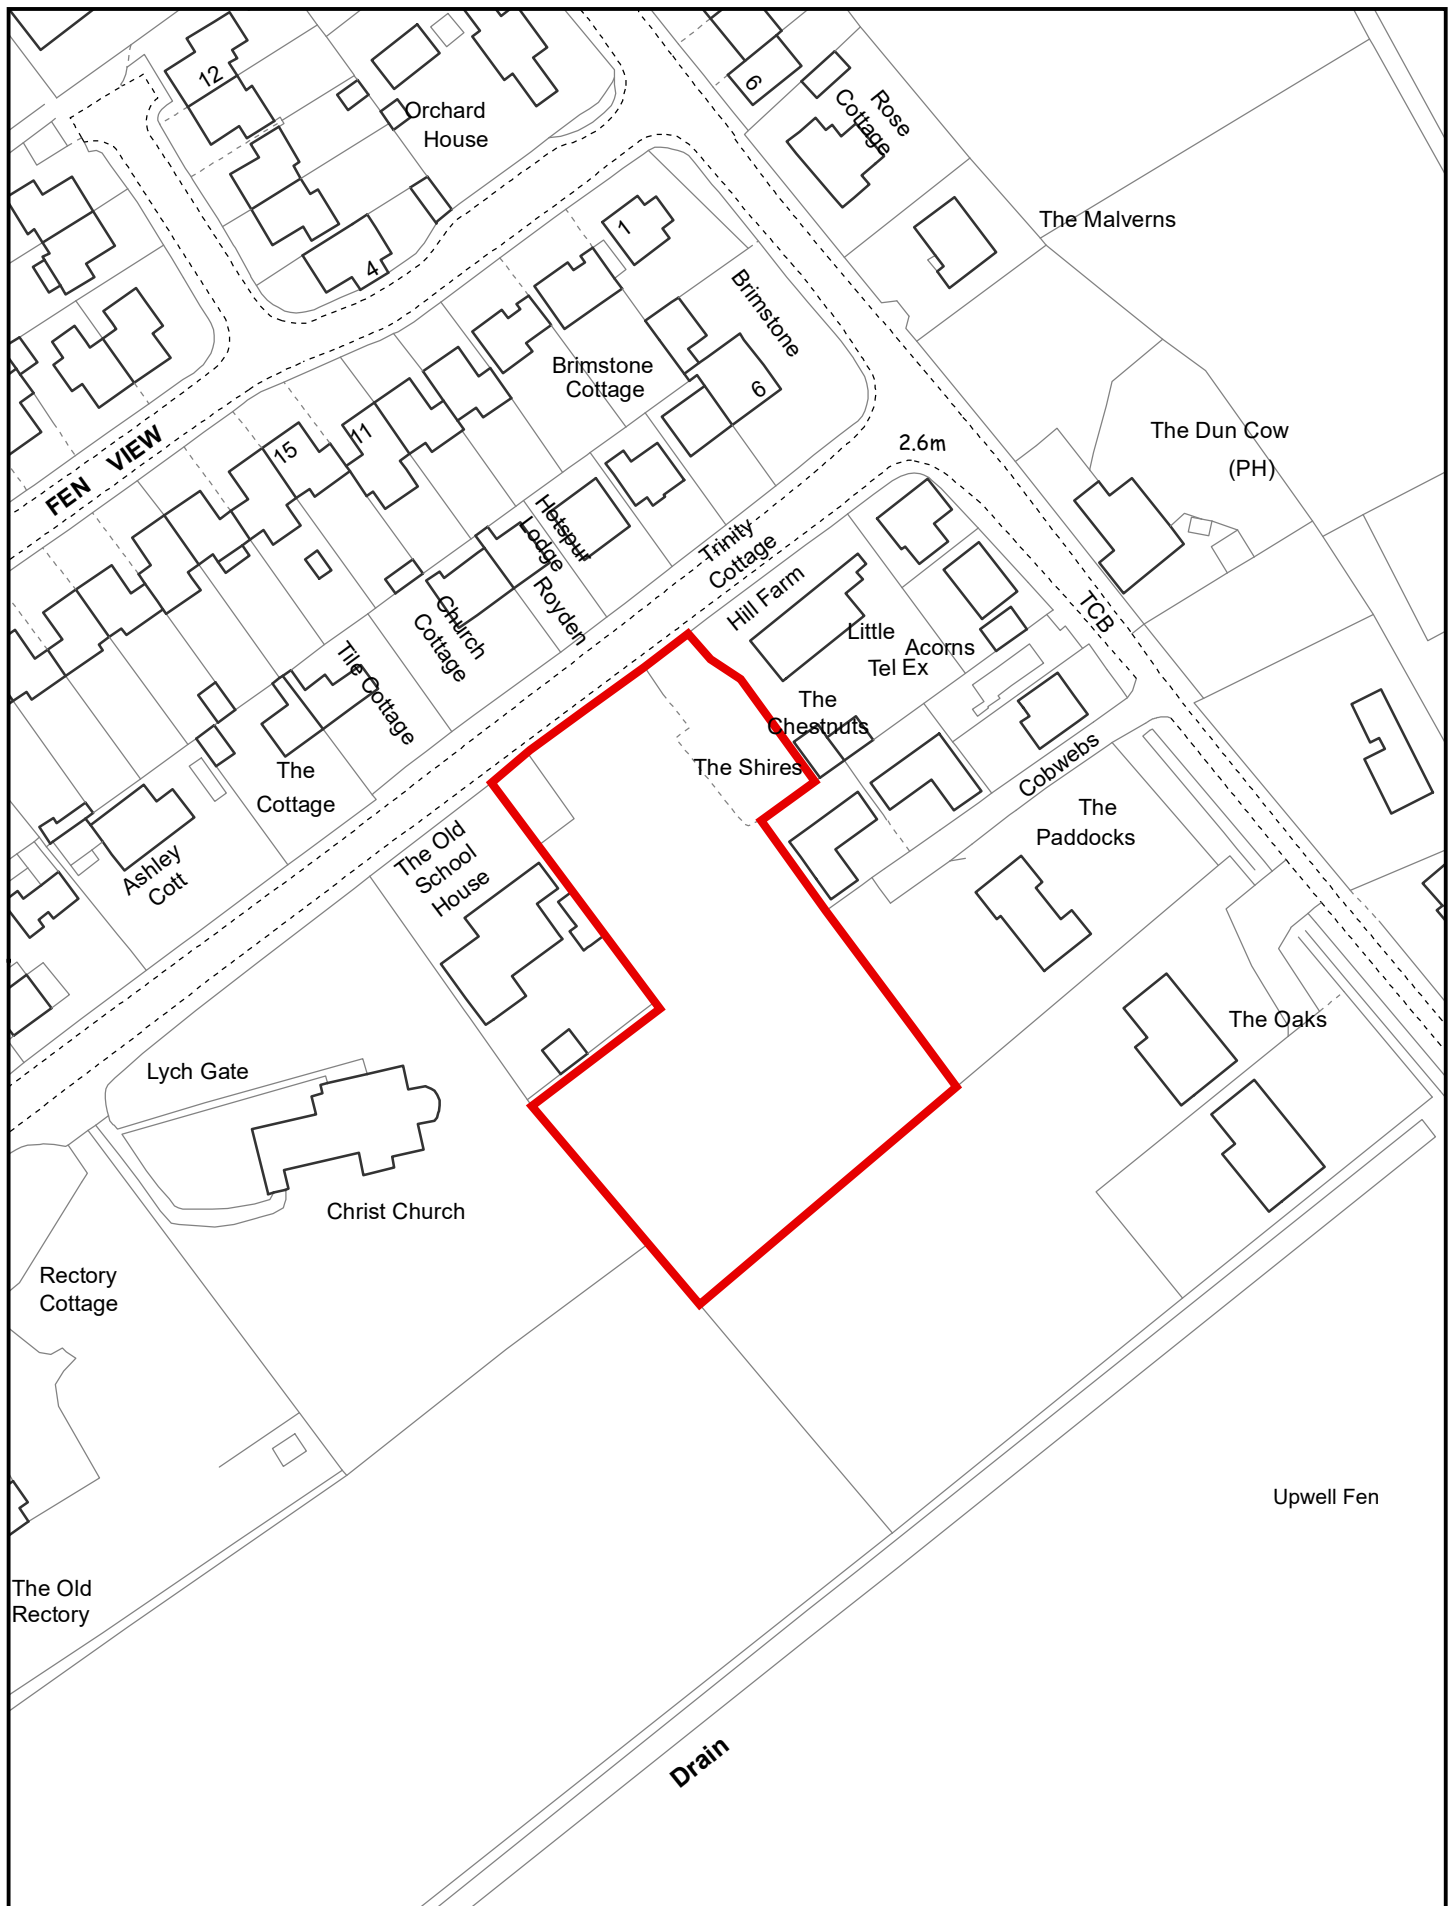 12
Orchard
House
6
Rose
Cottage
The Malverns
1
4
Brimstone
Brimstone
Cottage
6
2.6m
The Dun Cow
(PH)
FEN VIEW
15
11
Hotspur
Lodge
Trinity
Cottage
Hill Farm
Royden
Church
Cottage
TCB
Little
Acorns
Tel Ex
Tile Cottage
The
Chestnuts
The Shires
Cobwebs
The
Cottage
The
Paddocks
The Old
School
House
Ashley
Cott
The Oaks
Lych Gate
Christ Church
Rectory
Cottage
Upwell Fen
The Old
Rectory
Drain